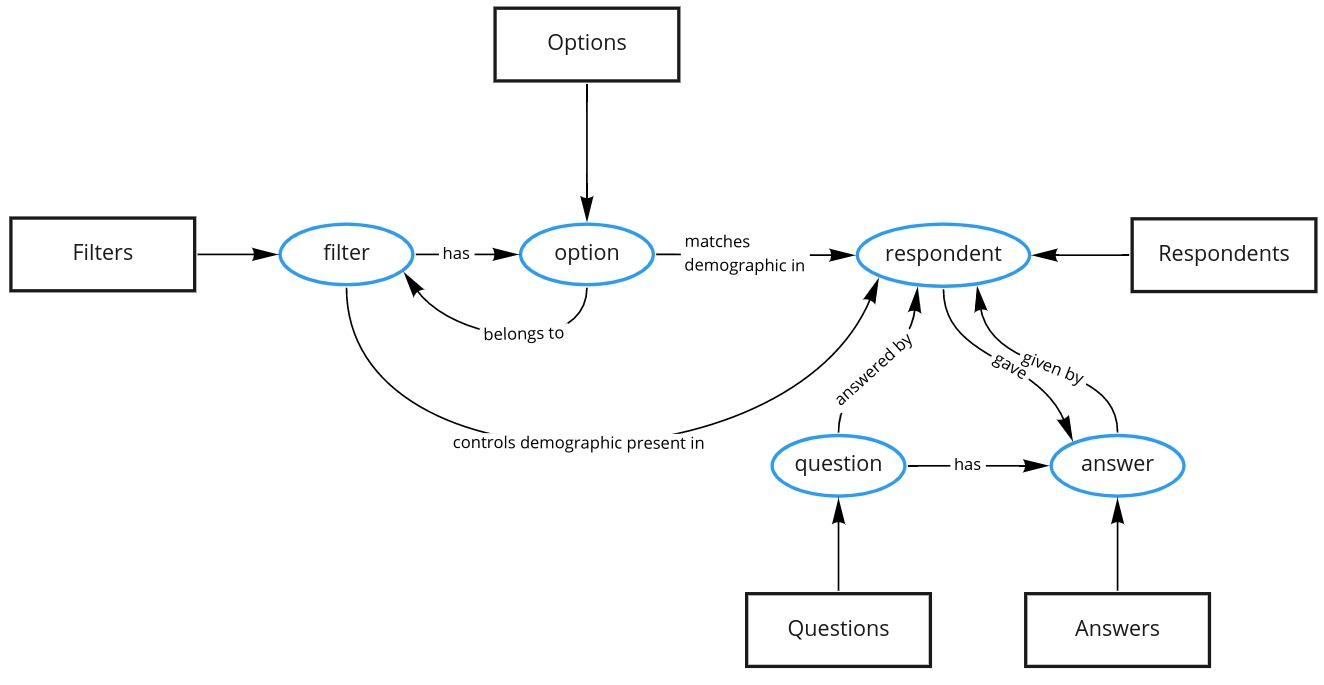 Options
Filters
filter
has
option
matches
demographic in
respondent
Respondents
belongs to
answered by
gave
given by
controls demographic present in
question
has
answer
Questions
Answers